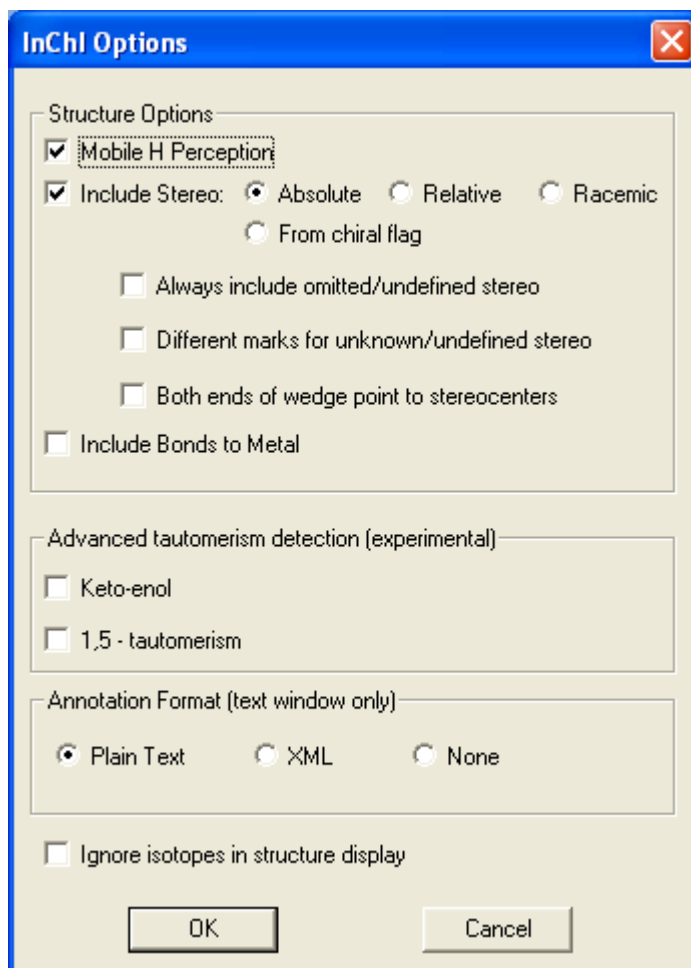 InChI Options
Structure Options
Mobile H Perception
Include Stereo: Absolute Relative Racemic
From chiral flag
Always include omitted/undefined stereo
Different marks for unknown/undefined stereo
Both ends of wedge point to stereocenters
Include Bonds to Metal
Advanced tautomerism detection (experimental)
Keto-enol
1,5 - tautomerism
Annotation Format (text window only)
Plain Text XML None
Ignore isotopes in structure display
OK Cancel